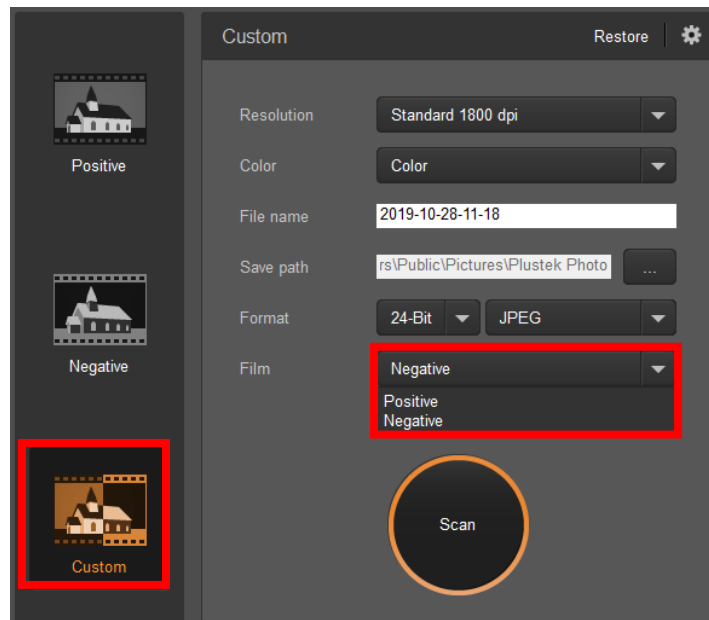 Custom Restore
Positive
Negative
Custom
Resolution Standard 1800 dpi
Color Color
File name 2019-10-28-11-18
Save path rs\Public\Pictures\Plustek Photo ...
Format 24-Bit JPEG
Film Negative
Positive
Negative
Scan